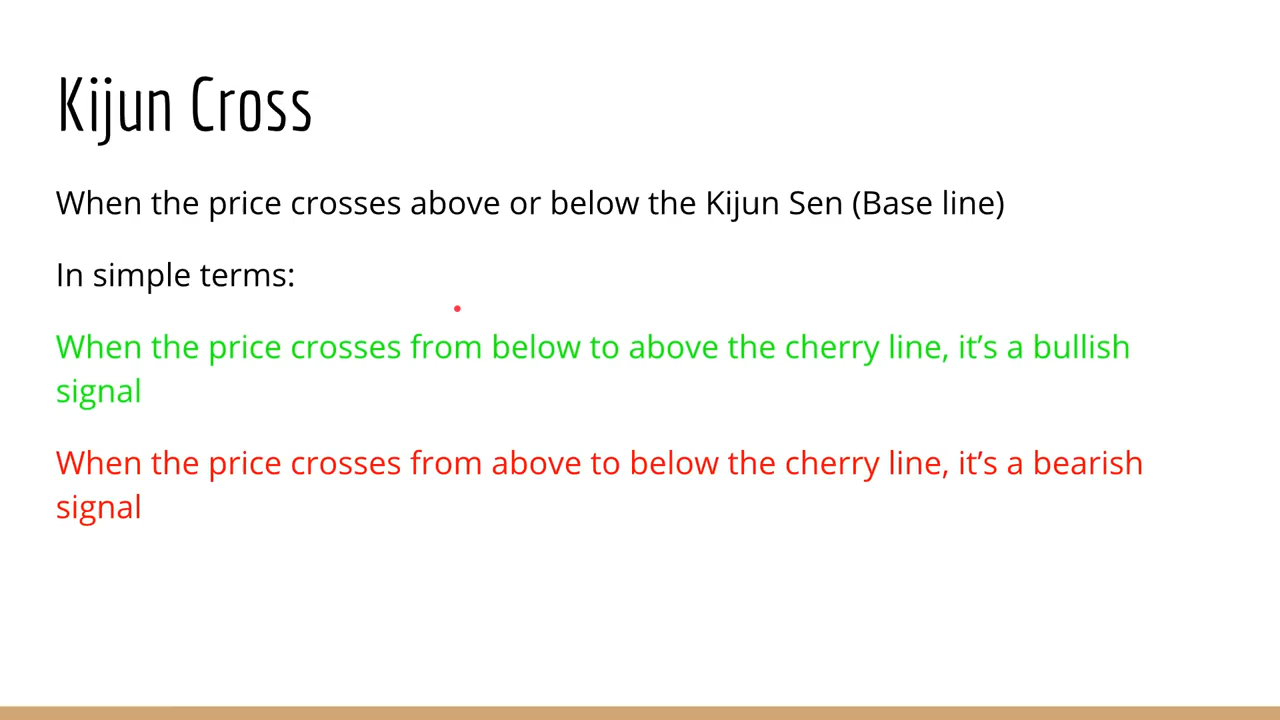 Kijun Cross
When the price crosses above or below the Kijun Sen (Base line)
In simple terms:
When the price crosses from below to above the cherry line, it’s a bullish
signal
When the price crosses from above to below the cherry line, it’s a bearish
signal